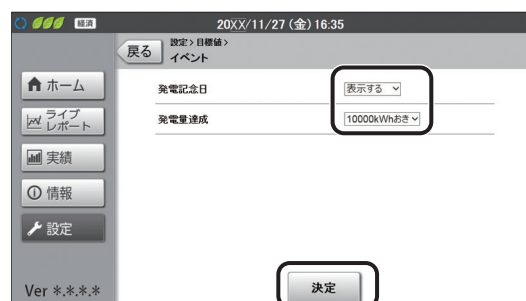 経済
20XX/11/27 (金) 16:35
戻る
設定 > 目標値 >
イベント
ホーム
ライブ
レポート
実績
情報
設定
発電記念日
表示する
発電量達成
10000kWhおき
決定
Ver *.*.*.*